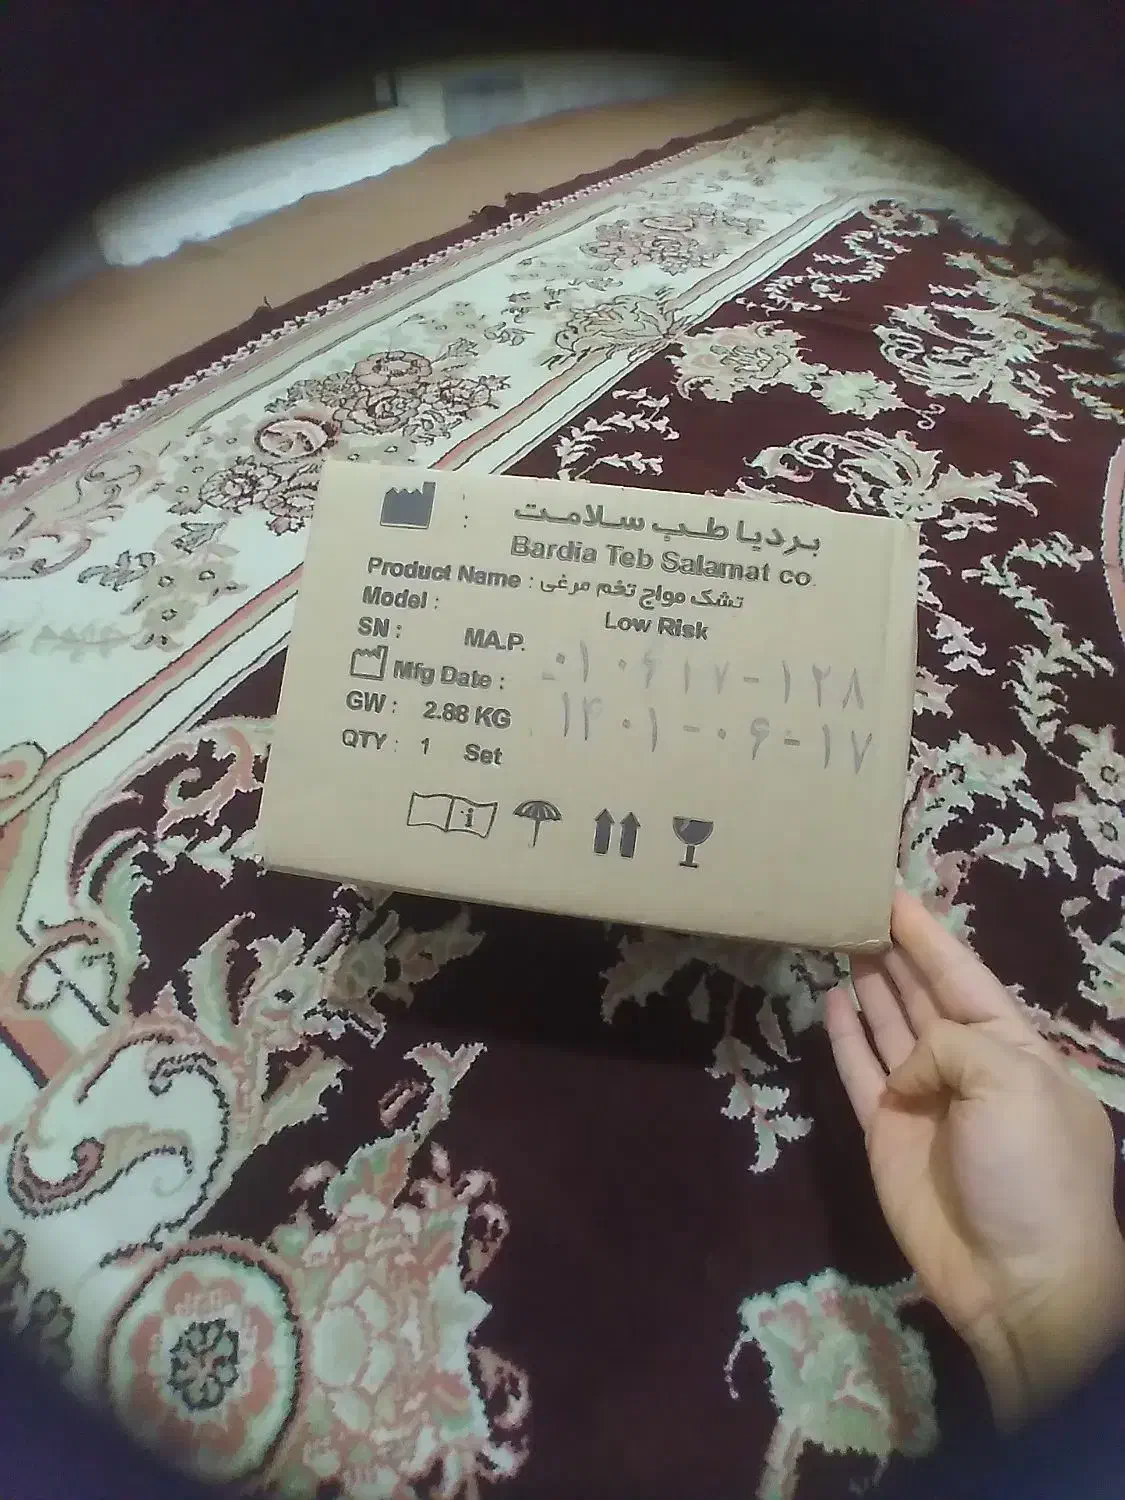 : بردیا طب سلامت
Bardia Teb Salamat co.
Product Name : تشک مواج تخم مرغی
Model : Low Risk
SN : MA.P. ۰۱۰۶۱۷-۱۲۸
Mfg Date : ۱۴۰۱-۰۶-۱۷
GW : 2.88 KG
QTY : 1 Set